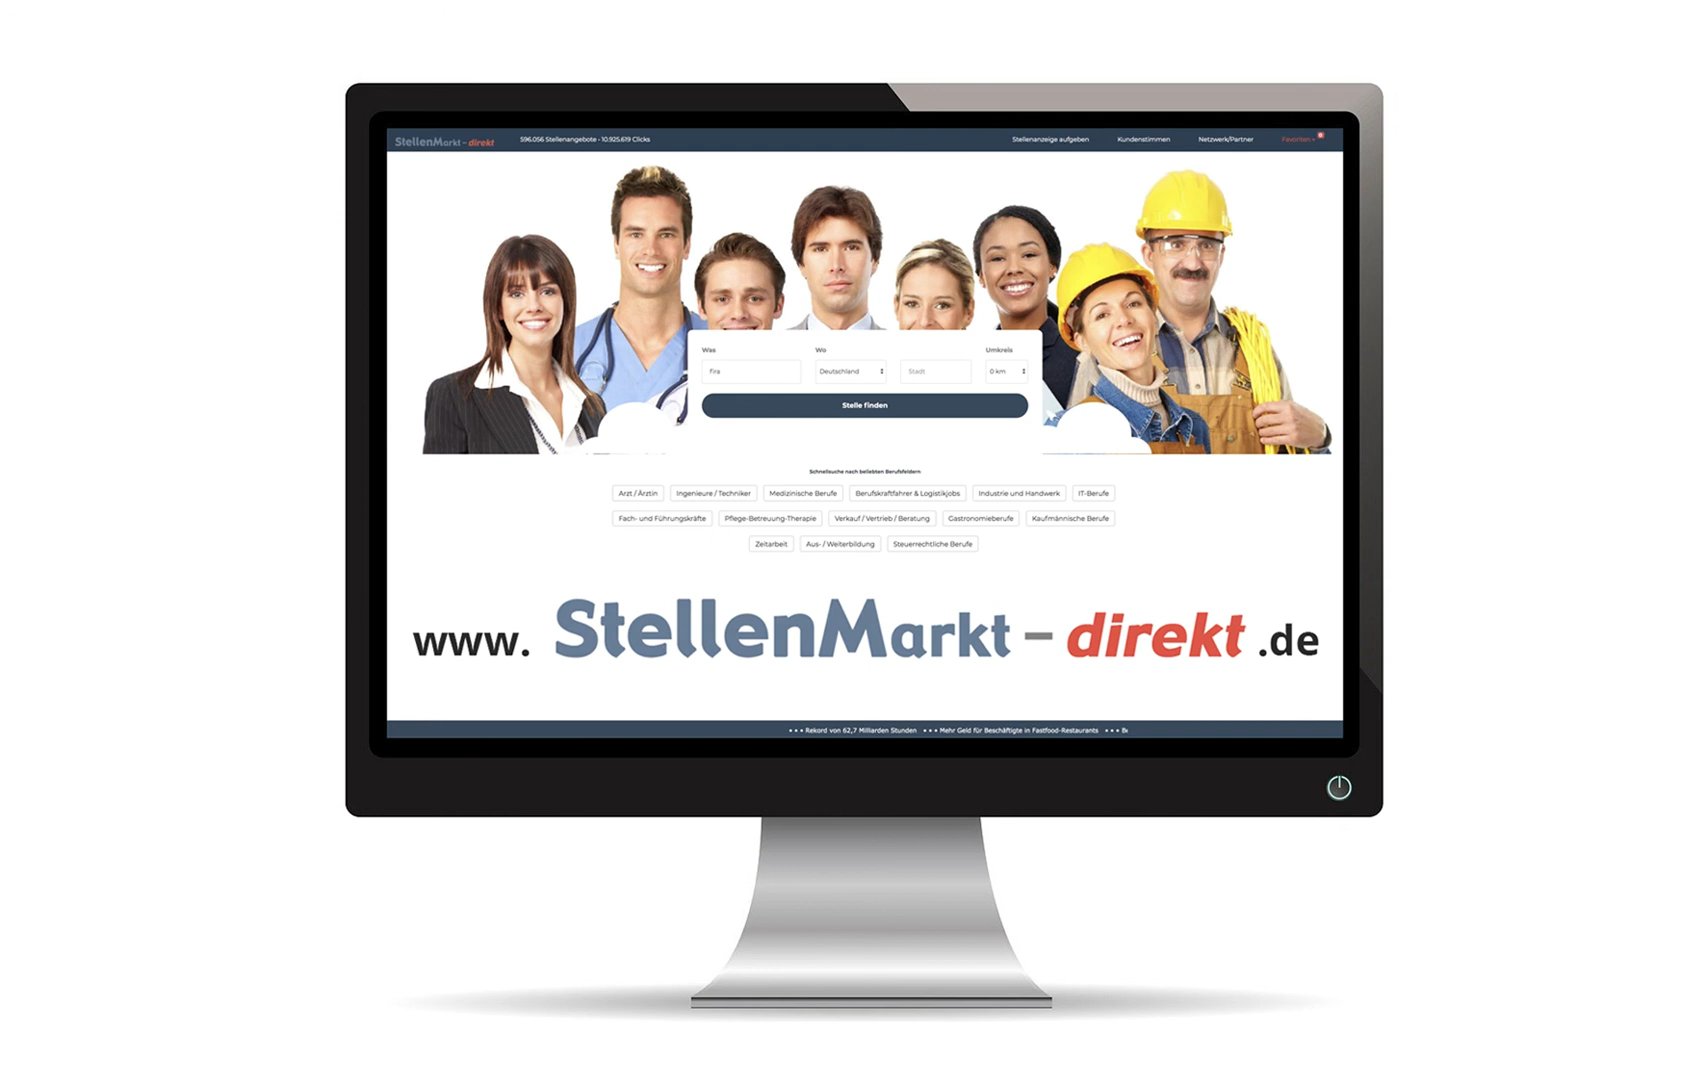 StellenMarkt-direkt 596.056 Stellenangebote • 10.925.619 Clicks Stellenanzeige aufgeben Kundenstimmen Netzwerk/Partner Favoriten
Was Wo Umkreis
fira Deutschland Stadt 0 km
Stelle finden
Schnellsuche nach beliebten Berufsfeldern
Arzt / Ärztin Ingenieure / Techniker Medizinische Berufe Berufskraftfahrer & Logistikjobs Industrie und Handwerk IT-Berufe
Fach- und Führungskräfte Pflege-Betreuung-Therapie Verkauf / Vertrieb / Beratung Gastronomieberufe Kaufmännische Berufe
Zeitarbeit Aus- / Weiterbildung Steuerrechtliche Berufe
www. StellenMarkt-direkt .de
• • • Rekord von 62,7 Milliarden Stunden • • • Mehr Geld für Beschäftigte in Fastfood-Restaurants • • • Be